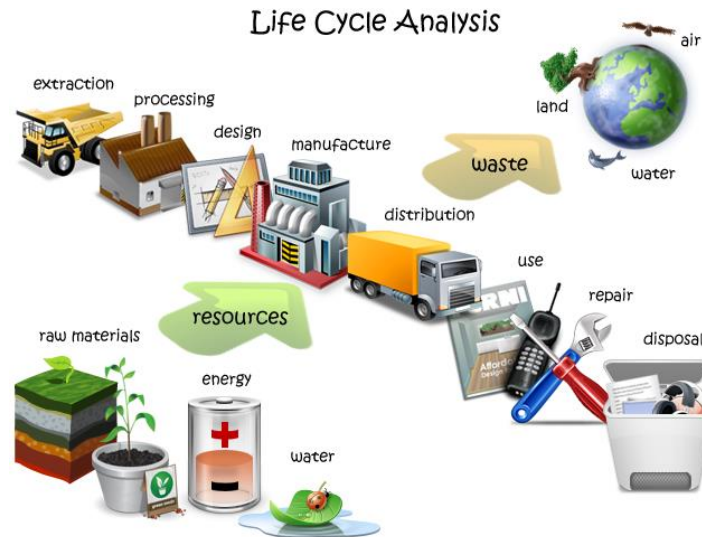 Life Cycle Analysis
extraction
processing
design
manufacture
distribution
use
repair
disposal
waste
air
land
water
resources
raw materials
energy
water